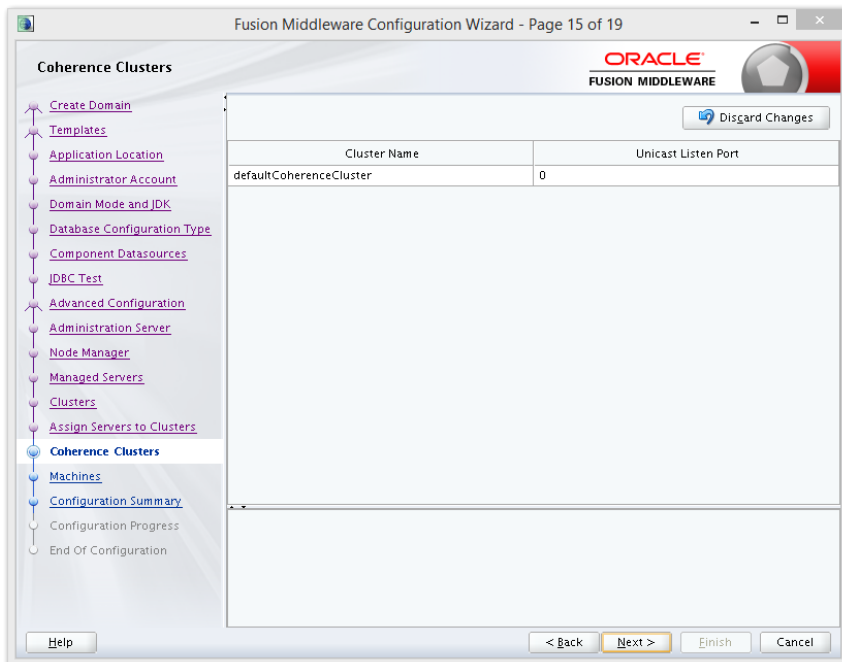 Fusion Middleware Configuration Wizard - Page 15 of 19
Coherence Clusters
ORACLE
FUSION MIDDLEWARE
Create Domain
Templates
Application Location
Administrator Account
Domain Mode and JDK
Database Configuration Type
Component Datasources
JDBC Test
Advanced Configuration
Administration Server
Node Manager
Managed Servers
Clusters
Assign Servers to Clusters
Coherence Clusters
Machines
Configuration Summary
Configuration Progress
End Of Configuration
Discard Changes
Cluster Name Unicast Listen Port
defaultCoherenceCluster 0
Help < Back Next > Finish Cancel